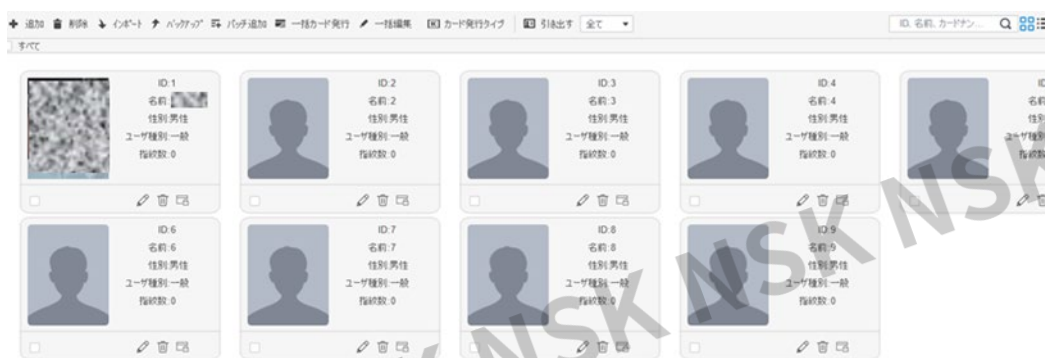 追加 削除 インポート バックアップ バッチ追加 一括カード発行 一括編集 カード発行タイプ 引き出す 全て ID, 名前, カードナン...
すべて
ID:1
名前:
性別:男性
ユーザ種別:一般
指紋数:0
ID:2
名前:2
性別:男性
ユーザ種別:一般
指紋数:0
ID:3
名前:3
性別:男性
ユーザ種別:一般
指紋数:0
ID:4
名前:4
性別:男性
ユーザ種別:一般
指紋数:0
ID:6
名前:6
性別:男性
ユーザ種別:一般
指紋数:0
ID:7
名前:7
性別:男性
ユーザ種別:一般
指紋数:0
ID:8
名前:8
性別:男性
ユーザ種別:一般
指紋数:0
ID:9
名前:9
性別:男性
ユーザ種別:一般
指紋数:0
NSK NSK NSK